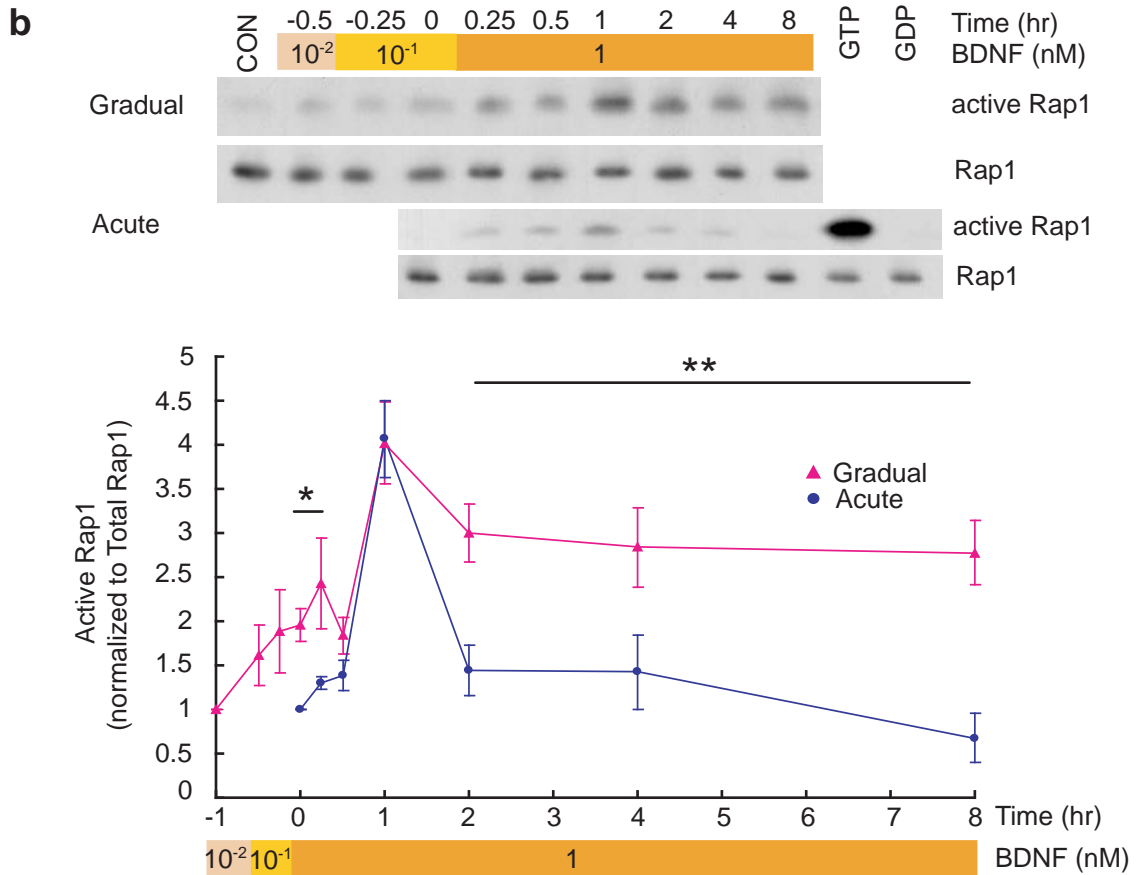 b
CON -0.5 -0.25 0 0.25 0.5 1 2 4 8 GTP GDP Time (hr)
10⁻² 10⁻¹ 1 BDNF (nM)
Gradual active Rap1
Rap1
Acute active Rap1
Rap1
Active Rap1
(normalized to Total Rap1)
5
4.5
4
3.5
3
2.5
2
1.5
1
0.5
0
*
**
Gradual
Acute
-1 0 1 2 3 4 5 6 7 8 Time (hr)
10⁻² 10⁻¹ 1 BDNF (nM)